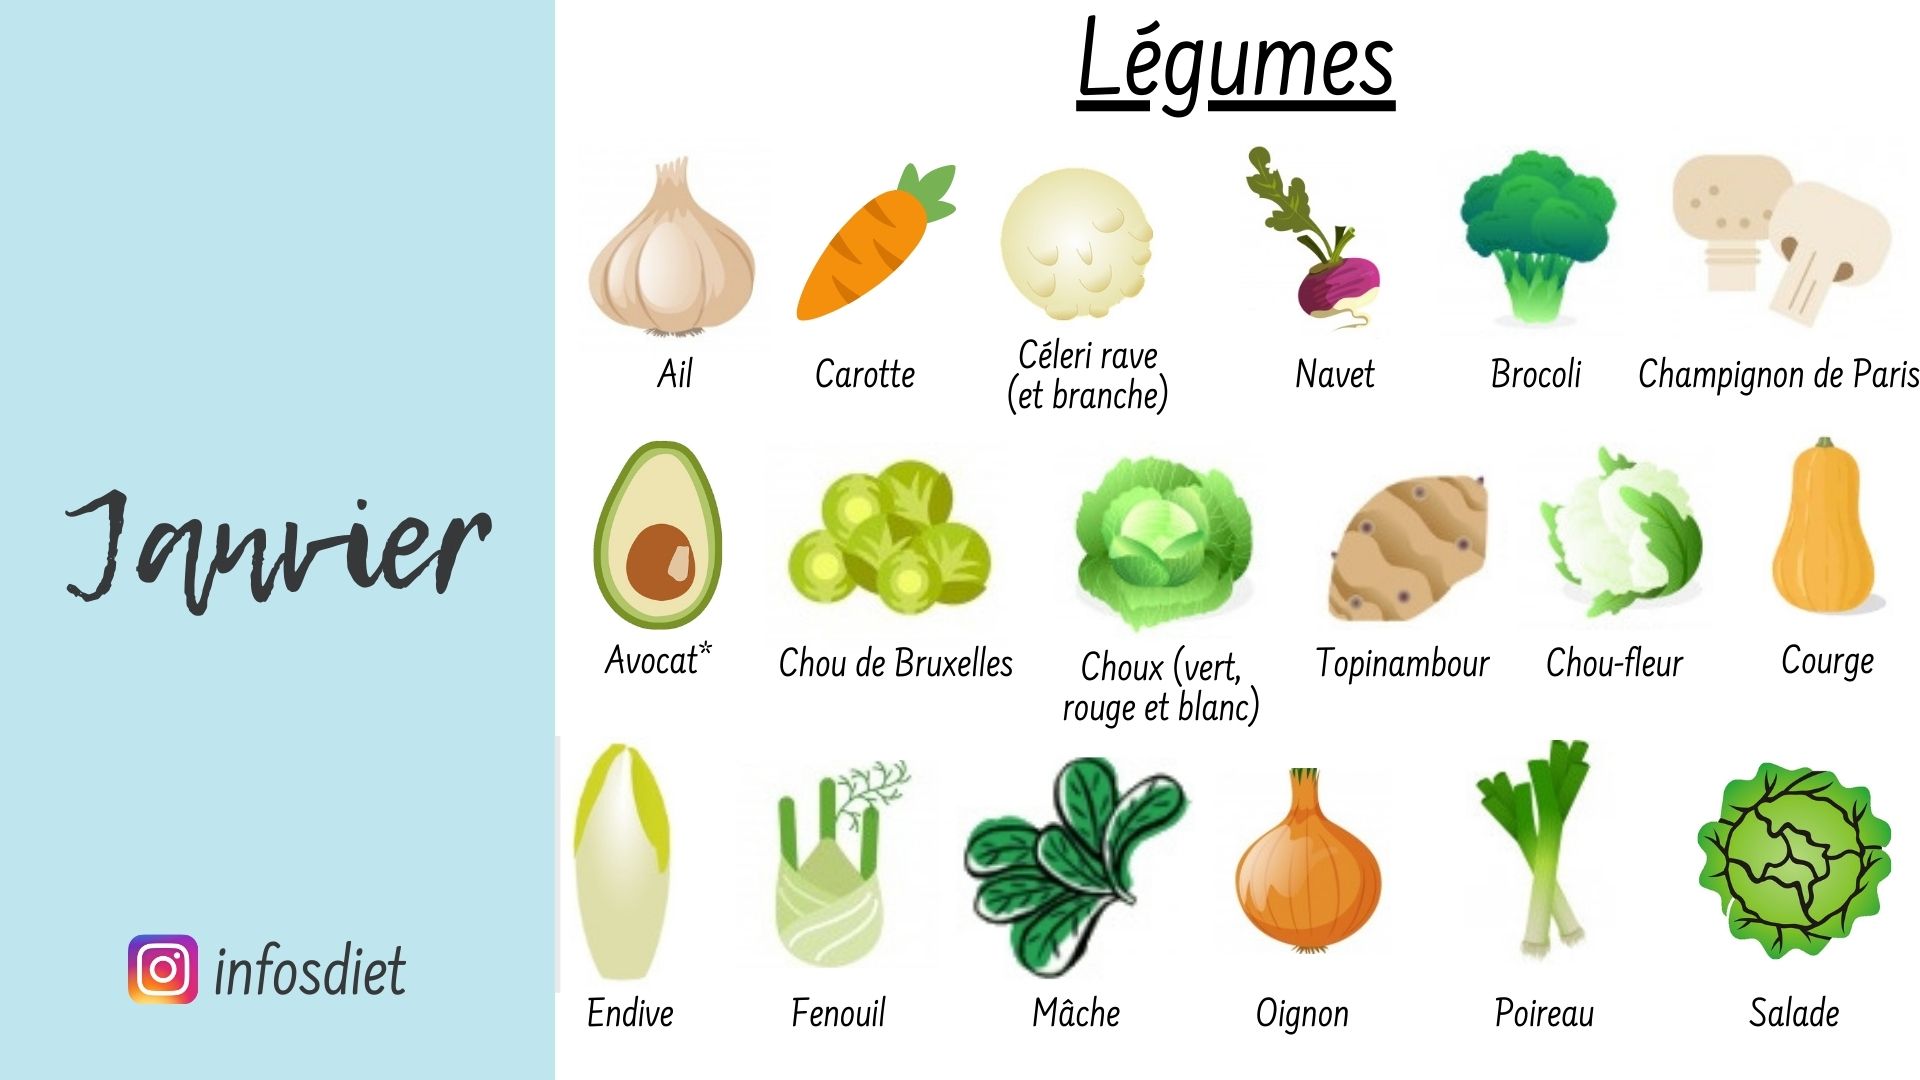 Légumes
Ail
Carotte
Céleri rave
(et branche)
Navet
Brocoli
Champignon de Paris
Avocat*
Chou de Bruxelles
Choux (vert,
rouge et blanc)
Topinambour
Chou-fleur
Courge
Endive
Fenouil
Mâche
Oignon
Poireau
Salade
Janvier
infosdiet